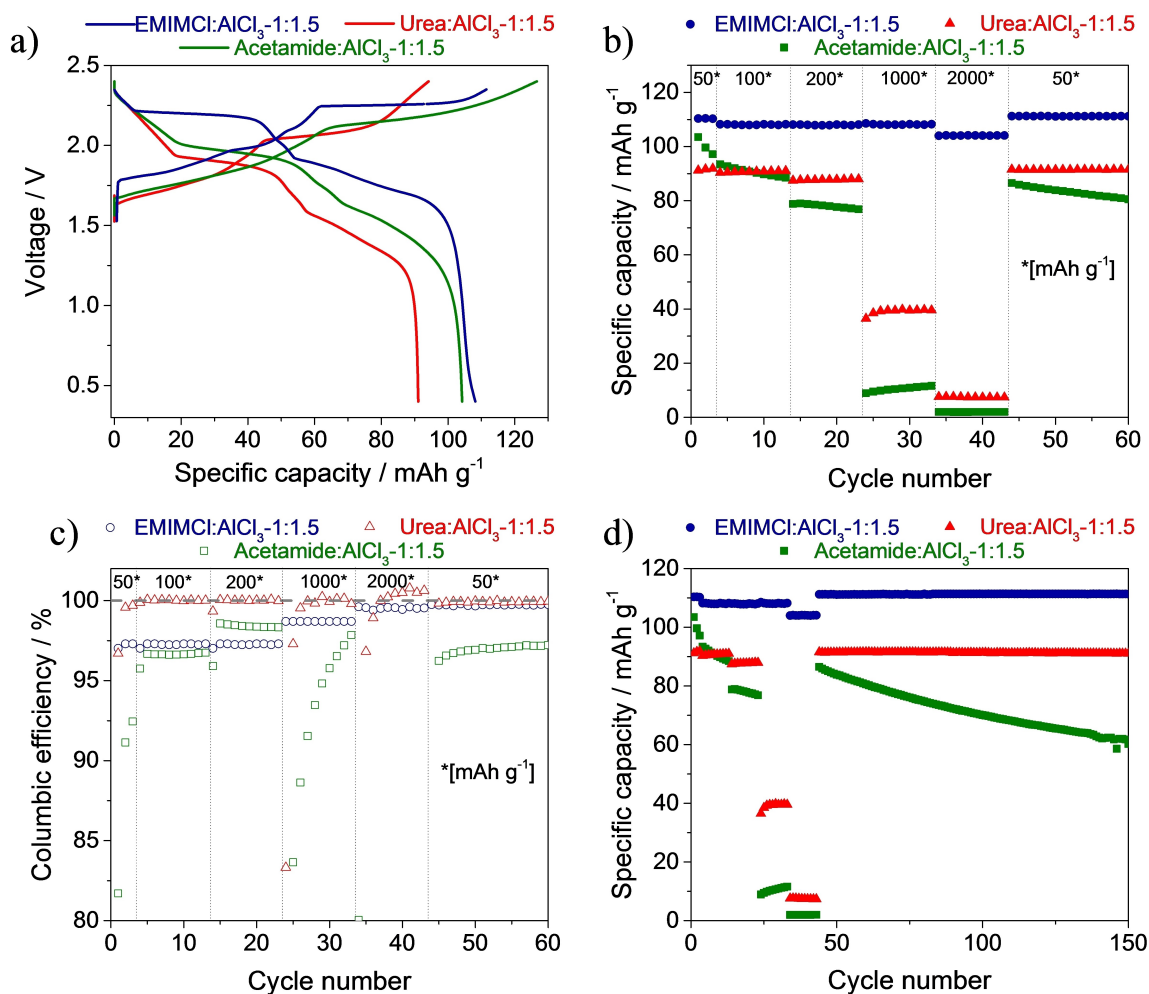 a)
EMIMCl:AlCl3-1:1.5 Urea:AlCl3-1:1.5
Acetamide:AlCl3-1:1.5
2.5
2.0
1.5
1.0
0.5
Voltage / V
0 20 40 60 80 100 120
Specific capacity / mAh g-1
b)
EMIMCl:AlCl3-1:1.5 Urea:AlCl3-1:1.5
Acetamide:AlCl3-1:1.5
50* 100* 200* 1000* 2000* 50*
120
100
80
60
40
20
0
*[mAh g-1]
Specific capacity / mAh g-1
0 10 20 30 40 50 60
Cycle number
c)
EMIMCl:AlCl3-1:1.5 Urea:AlCl3-1:1.5
Acetamide:AlCl3-1:1.5
50* 100* 200* 1000* 2000* 50*
100
95
90
85
80
*[mAh g-1]
Columbic efficiency / %
0 10 20 30 40 50 60
Cycle number
d)
EMIMCl:AlCl3-1:1.5 Urea:AlCl3-1:1.5
Acetamide:AlCl3-1:1.5
120
100
80
60
40
20
0
Specific capacity / mAh g-1
0 50 100 150
Cycle number